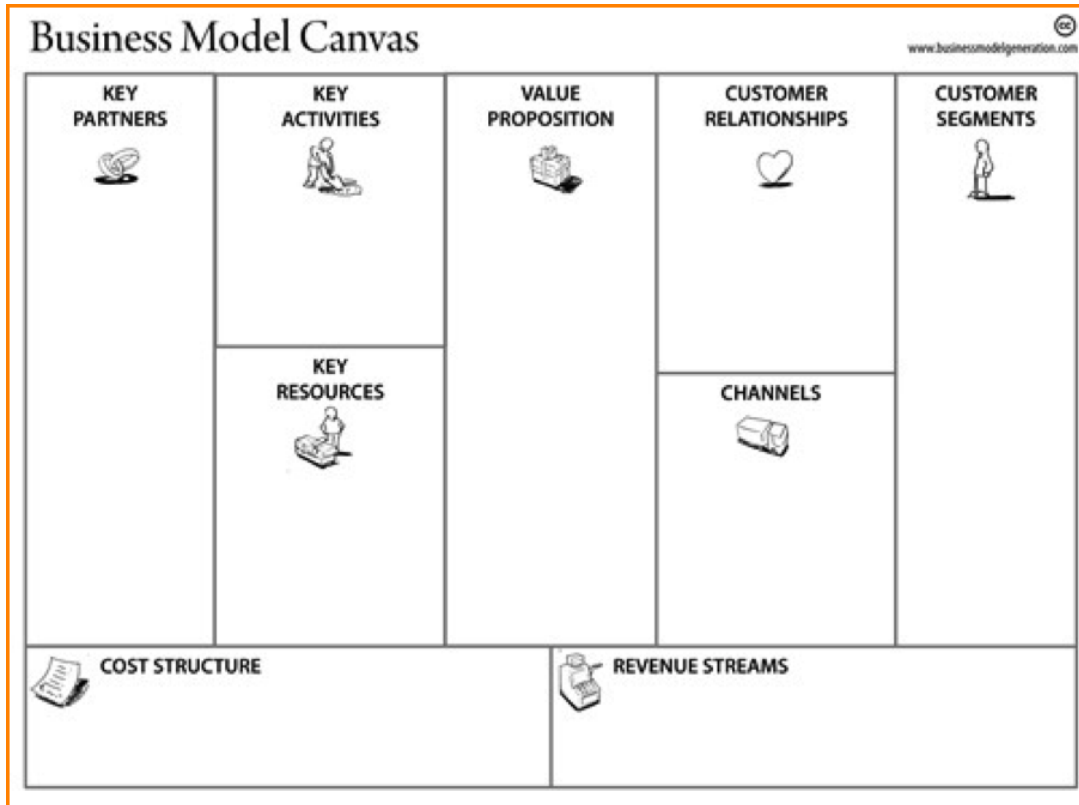 Business Model Canvas
cc
www.businessmodelgeneration.com
KEY
PARTNERS
KEY
ACTIVITIES
VALUE
PROPOSITION
CUSTOMER
RELATIONSHIPS
CUSTOMER
SEGMENTS
KEY
RESOURCES
CHANNELS
COST STRUCTURE
REVENUE STREAMS